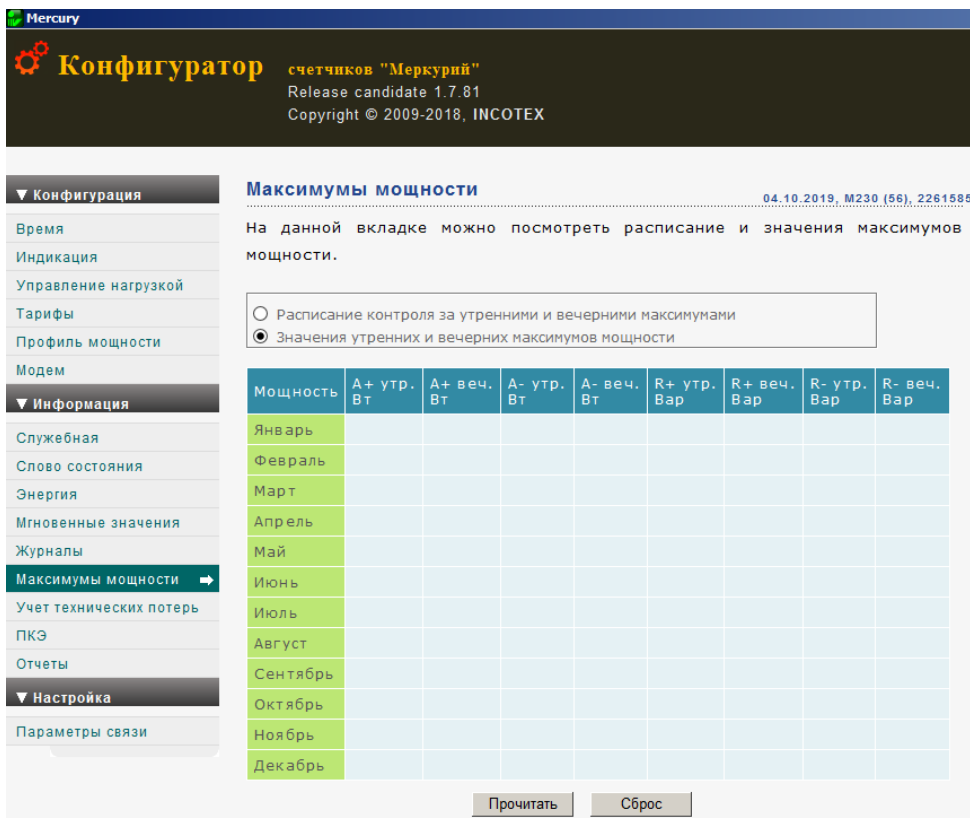 Mercury
Конфигуратор счетчиков "Меркурий"
Release candidate 1.7.81
Copyright © 2009-2018, INCOTEX
▼ Конфигурация
Время
Индикация
Управление нагрузкой
Тарифы
Профиль мощности
Модем
▼ Информация
Служебная
Слово состояния
Энергия
Мгновенные значения
Журналы
Максимумы мощности
Учет технических потерь
ПКЭ
Отчеты
▼ Настройка
Параметры связи
Максимумы мощности
04.10.2019, M230 (56), 2261585
На данной вкладке можно посмотреть расписание и значения максимумов
мощности.
Расписание контроля за утренними и вечерними максимумами
Значения утренних и вечерних максимумов мощности
Мощность A+ утр. Вт A+ веч. Вт A- утр. Вт A- веч. Вт R+ утр. Вар R+ веч. Вар R- утр. Вар R- веч. Вар
Январь
Февраль
Март
Апрель
Май
Июнь
Июль
Август
Сентябрь
Октябрь
Ноябрь
Декабрь
Прочитать Сброс